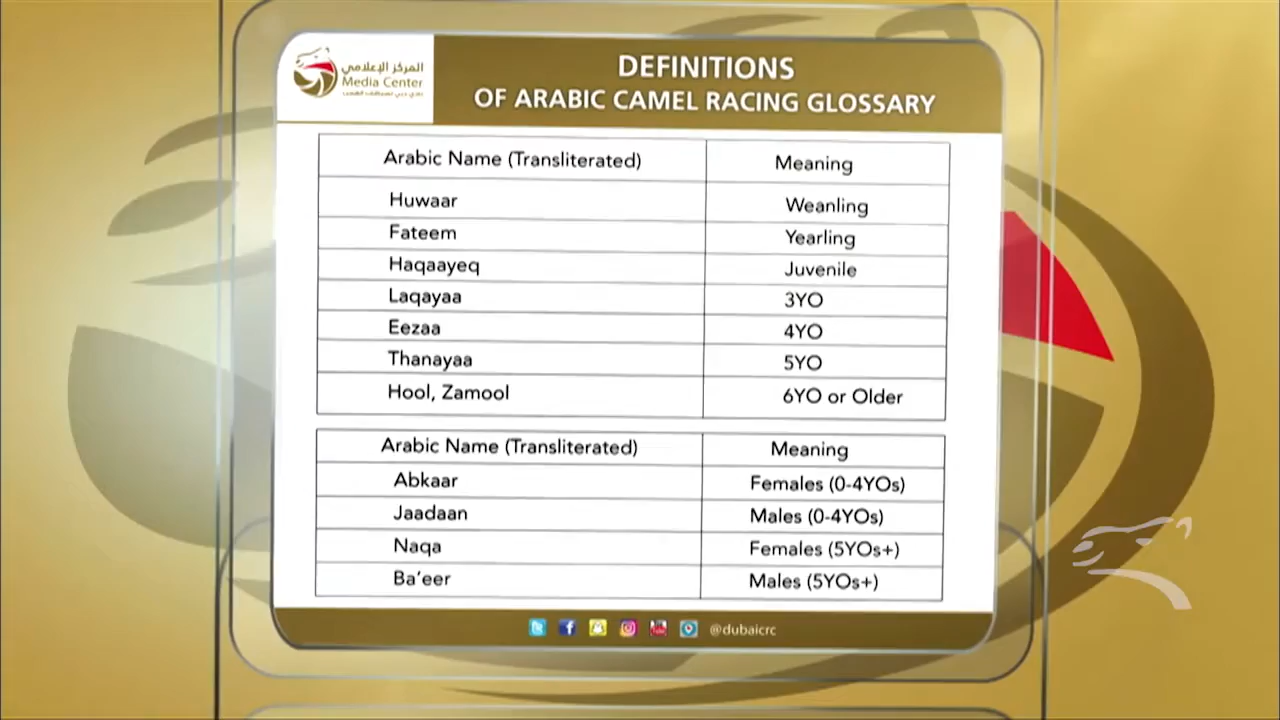 المركز الإعلامي
Media Center
DEFINITIONS
OF ARABIC CAMEL RACING GLOSSARY
Arabic Name (Transliterated) Meaning
Huwaar Weanling
Fateem Yearling
Haqaayeq Juvenile
Laqayaa 3YO
Eezaa 4YO
Thanayaa 5YO
Hool, Zamool 6YO or Older
Arabic Name (Transliterated) Meaning
Abkaar Females (0-4YOs)
Jaadaan Males (0-4YOs)
Naqa Females (5YOs+)
Ba'eer Males (5YOs+)
@dubaicrc